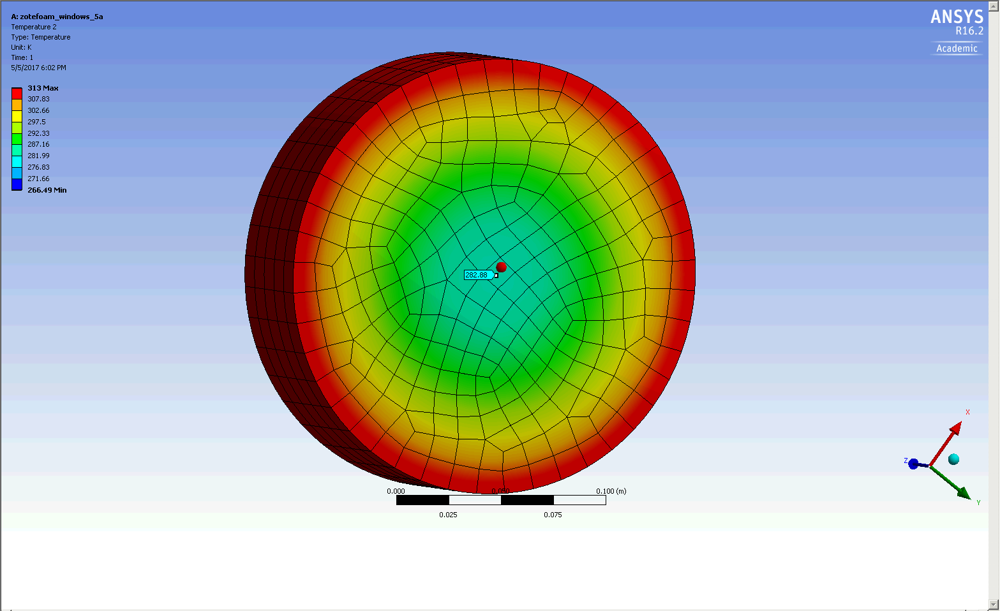 A: zotefoam_windows_5a
Temperature 2
Type: Temperature
Unit: K
Time: 1
5/5/2017 6:02 PM
313 Max
307.83
302.66
297.5
292.33
287.16
281.99
276.83
271.66
266.49 Min
ANSYS
R16.2
Academic
282.88
0.000 0.050 0.100 (m)
0.025 0.075
X
Z
Y